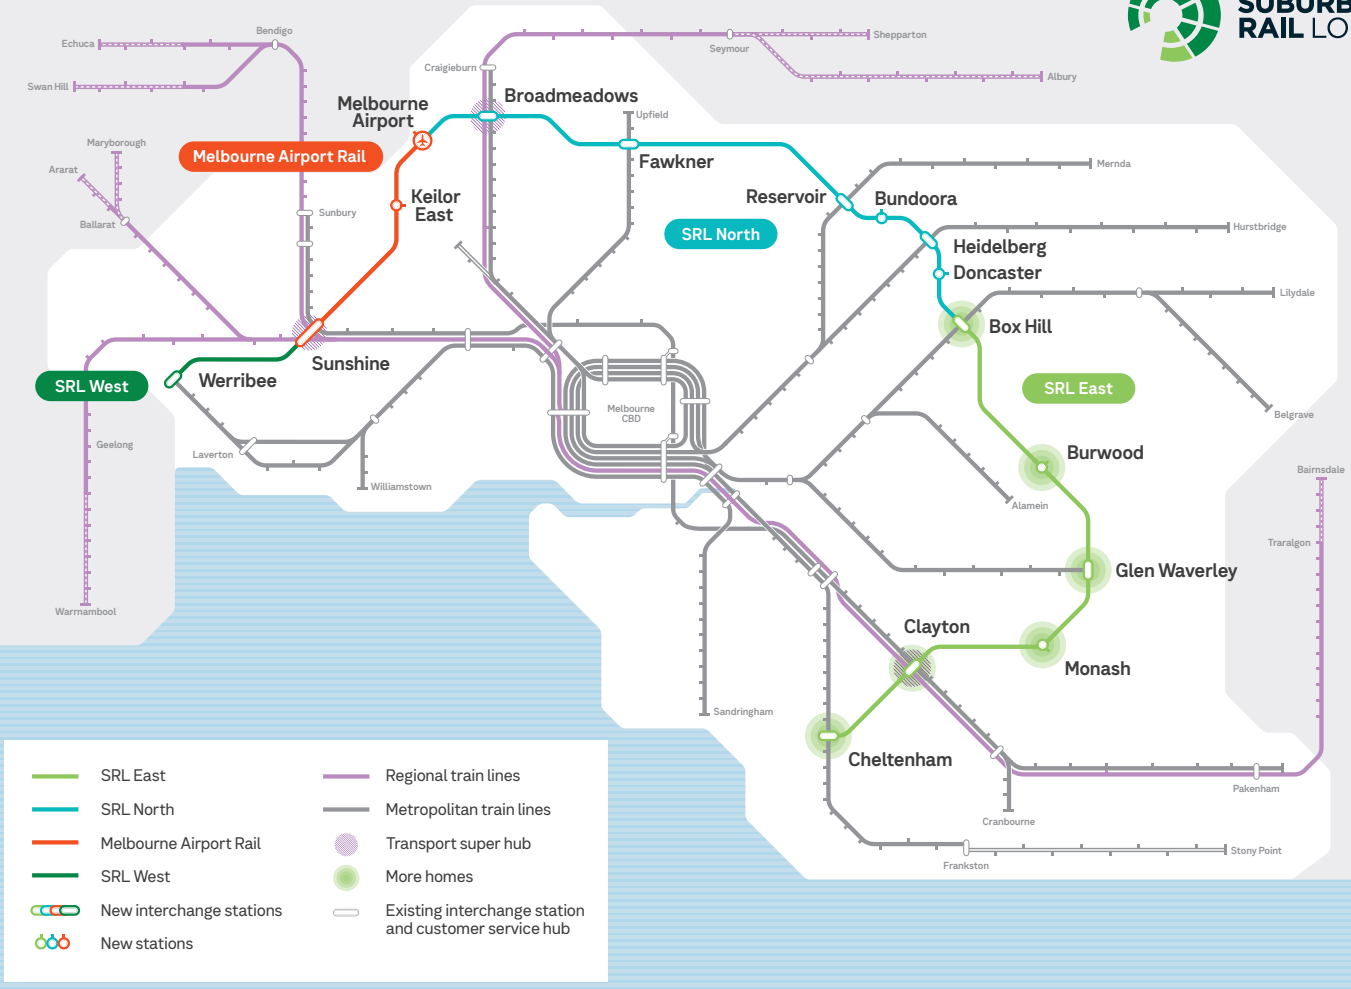 SUBURB
RAIL LO
Echuca
Bendigo
Swan Hill
Seymour
Shepparton
Albury
Craigieburn
Melbourne
Airport
Broadmeadows
Upfield
Maryborough
Ararat
Ballarat
Melbourne Airport Rail
Fawkner
Mernda
Keilor
East
Sunbury
Reservoir
Bundoora
SRL North
Hurstbridge
Heidelberg
Doncaster
Lilydale
Box Hill
Sunshine
SRL West
Werribee
SRL East
Melbourne
CBD
Belgrave
Geelong
Laverton
Burwood
Bairnsdale
Williamstown
Alamein
Traralgon
Glen Waverley
Warrnambool
Clayton
Monash
Sandringham
Cheltenham
Pakenham
Cranbourne
Stony Point
Frankston
SRL East
SRL North
Melbourne Airport Rail
SRL West
New interchange stations
New stations
Regional train lines
Metropolitan train lines
Transport super hub
More homes
Existing interchange station
and customer service hub